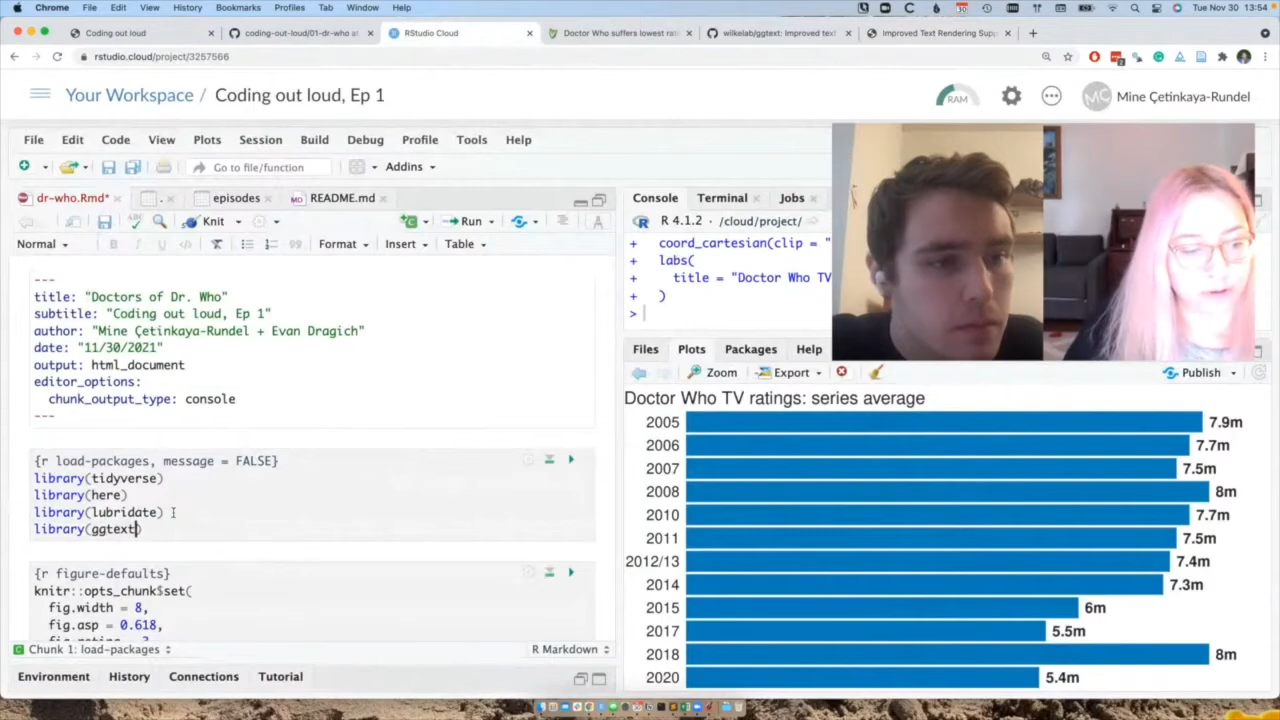 Chrome File Edit View History Bookmarks Profiles Tab Window Help Tue Nov 30 13:54
Coding out loud
coding-out-loud/01-dr-who at
RStudio Cloud
Doctor Who suffers lowest rati
wilkelab/ggtext: Improved text
Improved Text Rendering Supp
rstudio.cloud/project/3257566
Your Workspace / Coding out loud, Ep 1
RAM
MC Mine Çetinkaya-Rundel
File Edit Code View Plots Session Build Debug Profile Tools Help
Go to file/function Addins
dr-who.Rmd* . episodes README.md
Knit Run
Normal B I U Format Insert Table
---
title: "Doctors of Dr. Who"
subtitle: "Coding out loud, Ep 1"
author: "Mine Çetinkaya-Rundel + Evan Dragich"
date: "11/30/2021"
output: html_document
editor_options:
chunk_output_type: console
---
{r load-packages, message = FALSE}
library(tidyverse)
library(here)
library(lubridate)
library(ggtext)
{r figure-defaults}
knitr::opts_chunk$set(
fig.width = 8,
fig.asp = 0.618,
Chunk 1: load-packages R Markdown
Environment History Connections Tutorial
Console Terminal Jobs
R 4.1.2 · /cloud/project/
+ coord_cartesian(clip = "
+ labs(
+ title = "Doctor Who TV
+ )
>
Files Plots Packages Help
Zoom Export Publish
Doctor Who TV ratings: series average
2005 7.9m
2006 7.7m
2007 7.5m
2008 8m
2010 7.7m
2011 7.5m
2012/13 7.4m
2014 7.3m
2015 6m
2017 5.5m
2018 8m
2020 5.4m